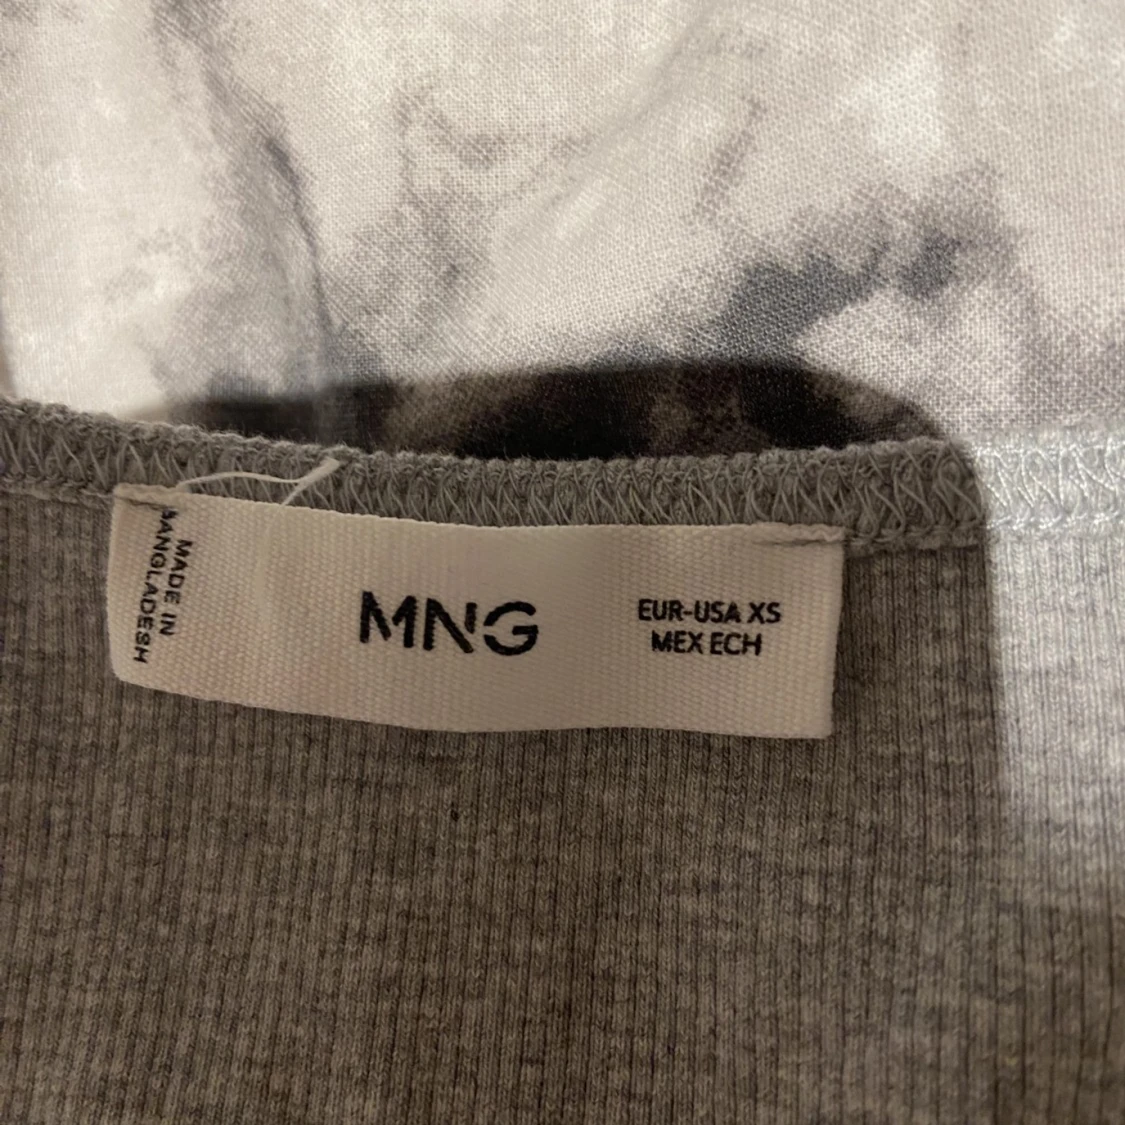 MADE IN
BANGLADESH
MNG
EUR-USA XS
MEX ECH